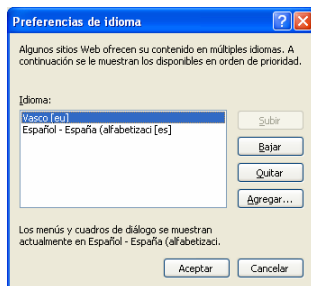 Preferencias de idioma
Algunos sitios Web ofrecen su contenido en múltiples idiomas. A
continuación se le muestran los disponibles en orden de prioridad.
Idioma:
Vasco [eu]
Español - España (alfabetizaci [es]
Subir
Bajar
Quitar
Agregar...
Los menús y cuadros de diálogo se muestran
actualmente en Español - España (alfabetizaci.
Aceptar
Cancelar